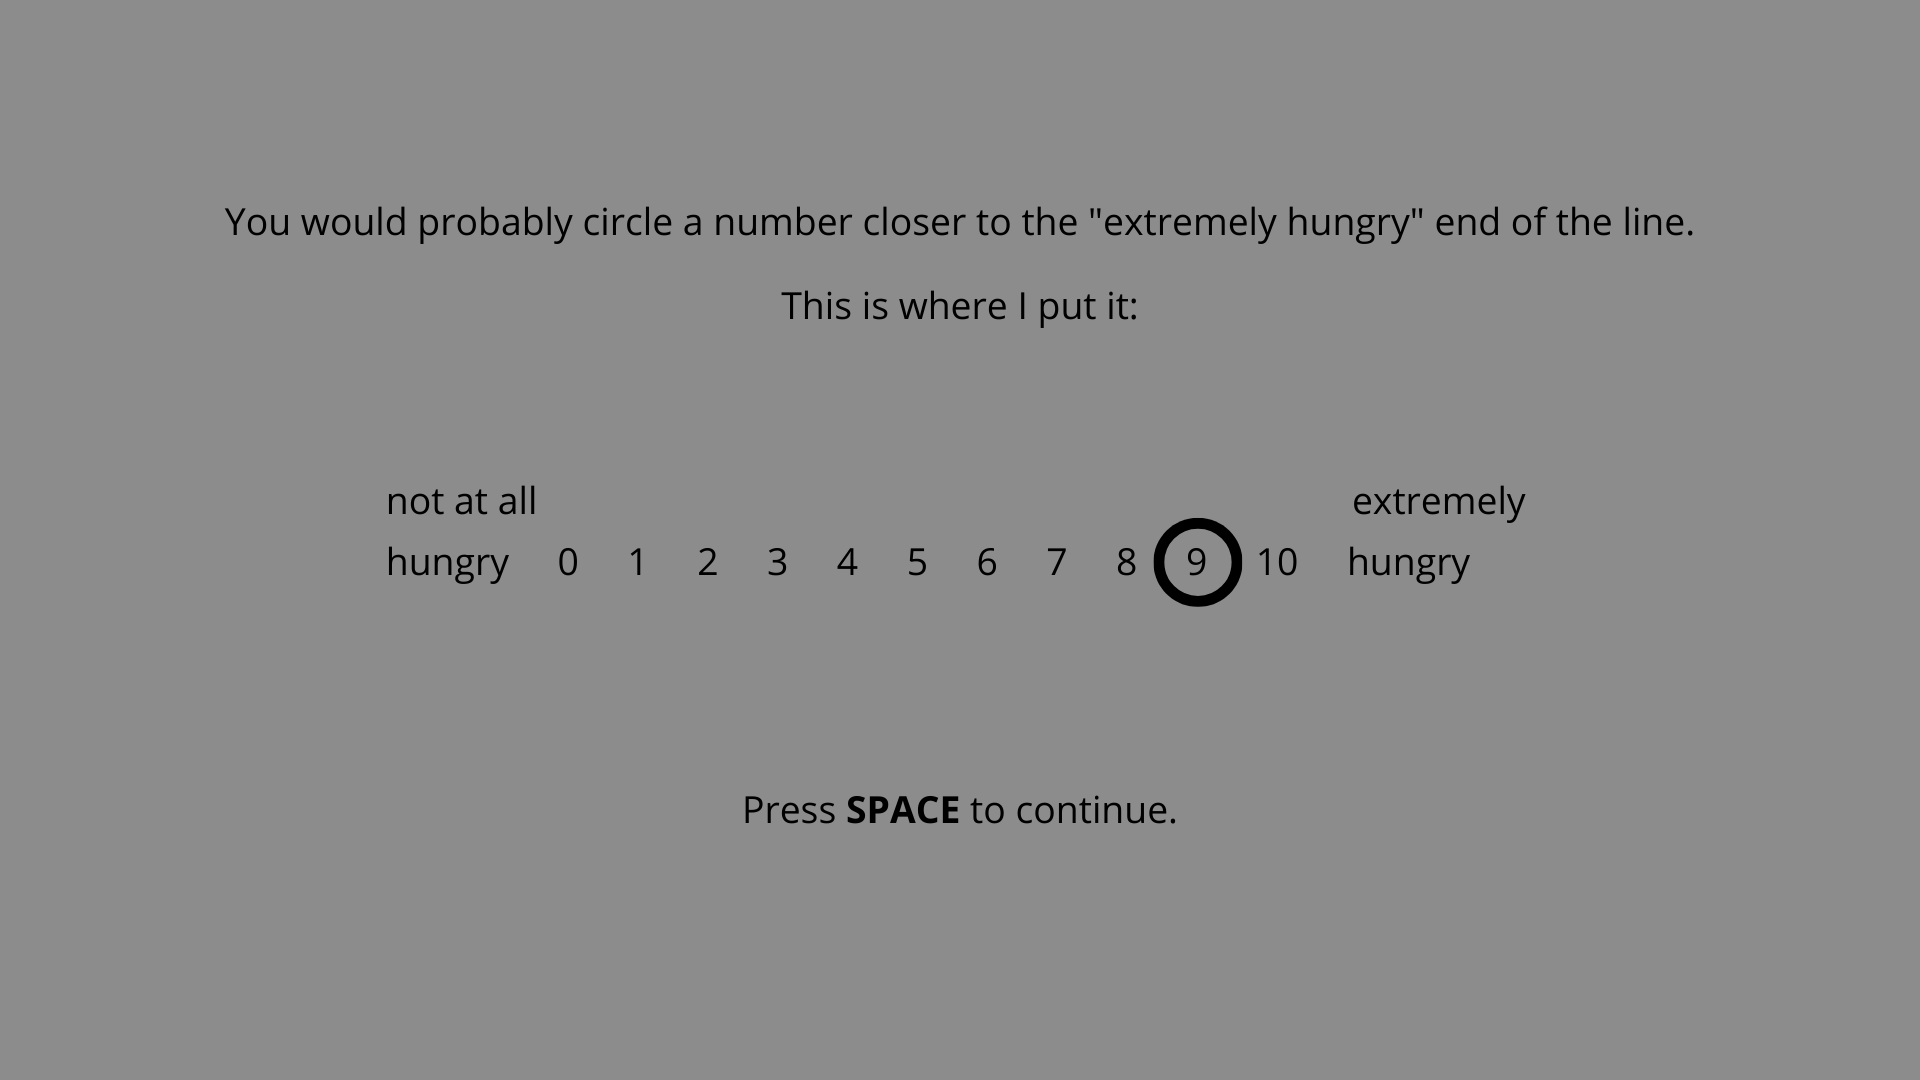 You would probably circle a number closer to the "extremely hungry" end of the line.
This is where I put it:
not at all extremely
hungry 0 1 2 3 4 5 6 7 8 9 10 hungry
Press SPACE to continue.